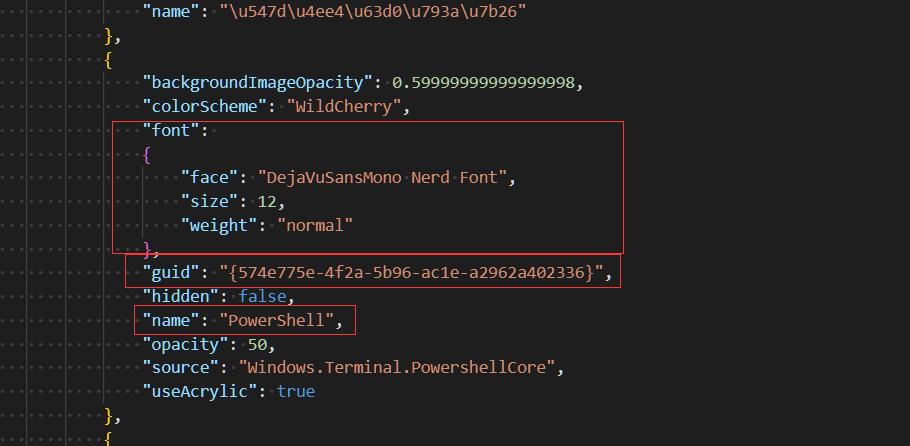 "name": "\u547d\u4ee4\u63d0\u793a\u7b26"
},
{
"backgroundImageOpacity": 0.59999999999999998,
"colorScheme": "WildCherry",
"font":
{
"face": "DejaVuSansMono Nerd Font",
"size": 12,
"weight": "normal"
},
"guid": "{574e775e-4f2a-5b96-ac1e-a2962a402336}",
"hidden": false,
"name": "PowerShell",
"opacity": 50,
"source": "Windows.Terminal.PowershellCore",
"useAcrylic": true
},
{